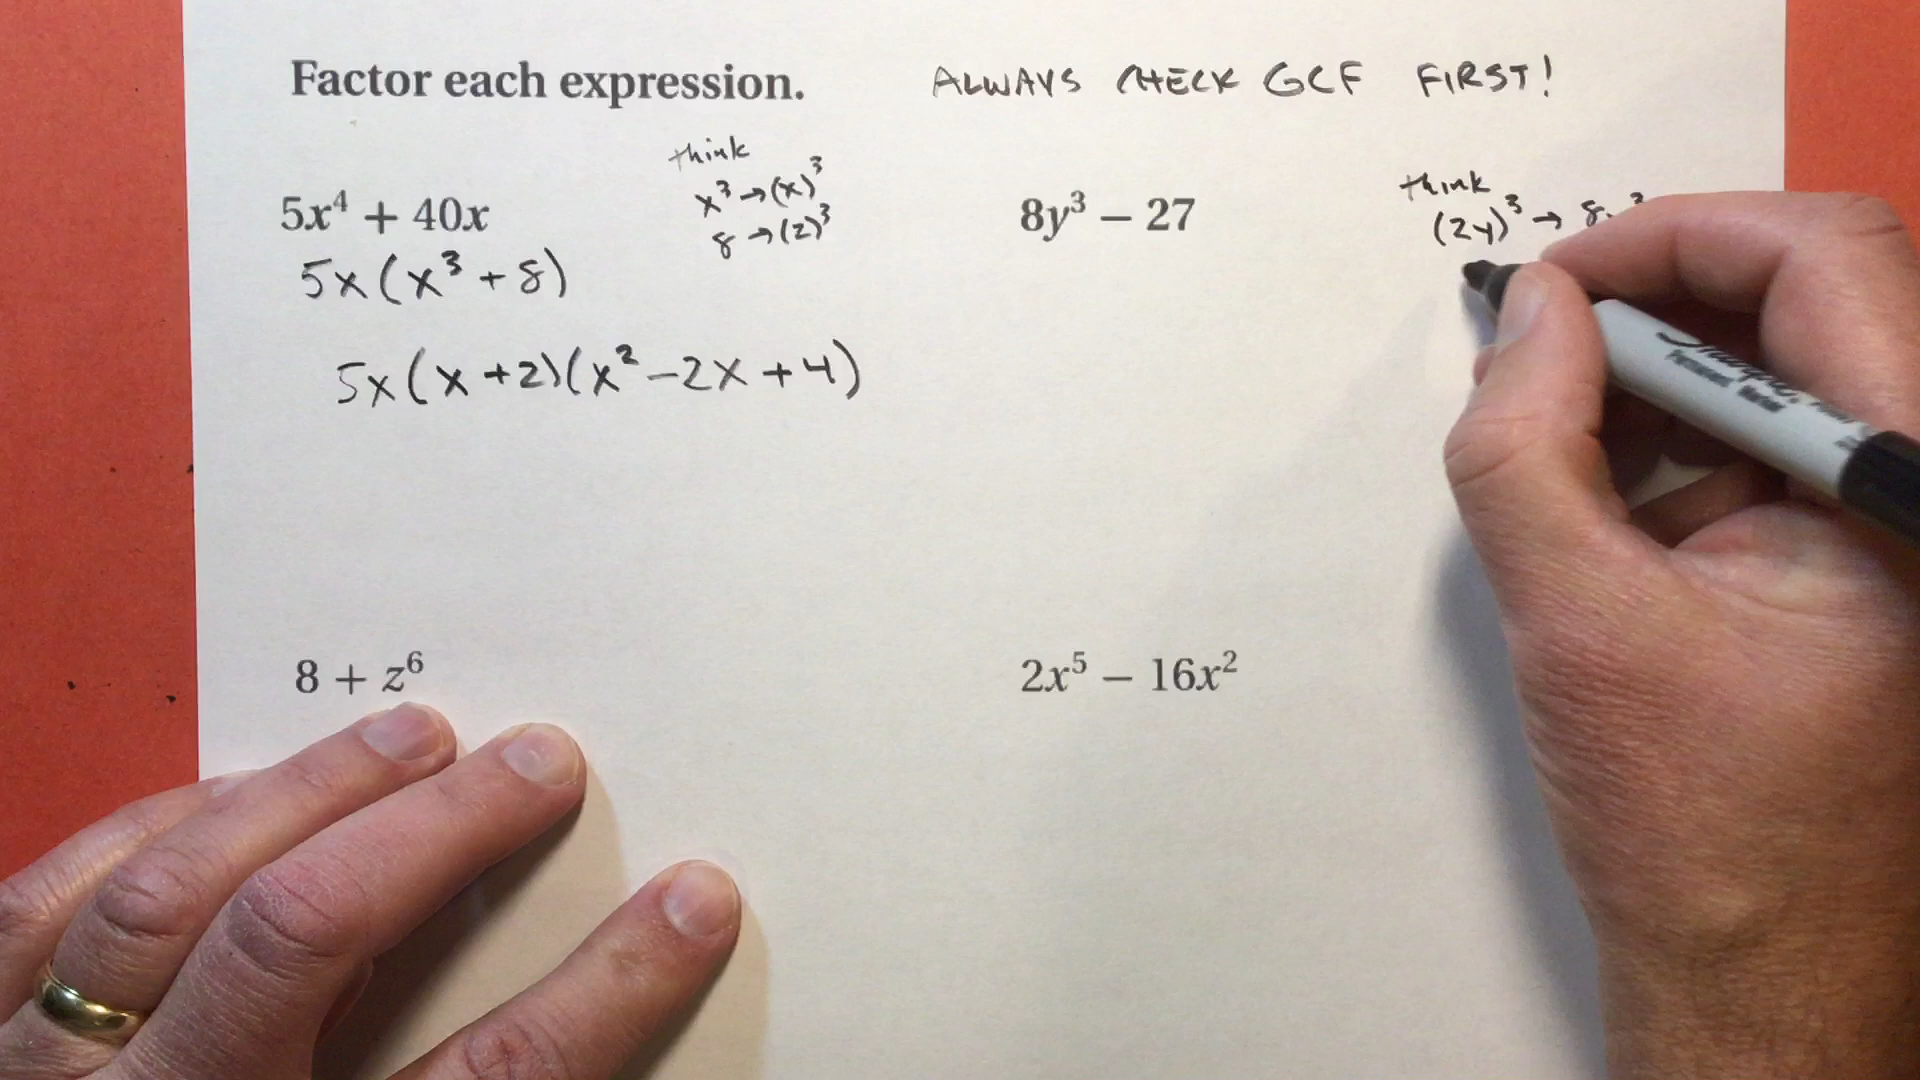 Factor each expression.
ALWAYS CHECK GCF FIRST!
5x⁴ + 40x
think
x³ → (x)³
8 → (2)³
5x(x³ + 8)
5x(x + 2)(x² - 2x + 4)
8y³ – 27
think
(2y)³ → 8
8 + z⁶
2x⁵ – 16x²